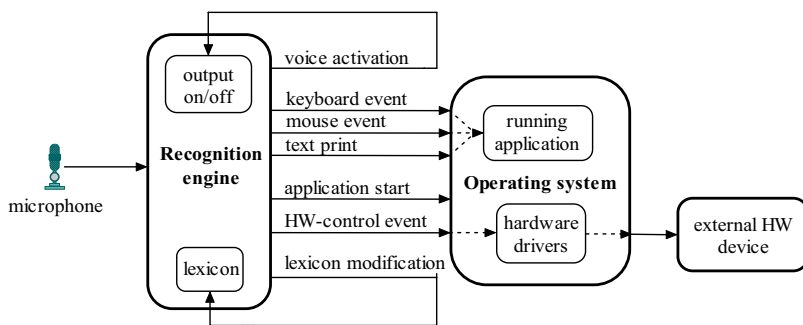 voice activation
output
on/off
keyboard event
mouse event
text print
running
application
Recognition
engine
microphone
application start
Operating system
HW-control event
hardware
drivers
external HW
device
lexicon
lexicon modification